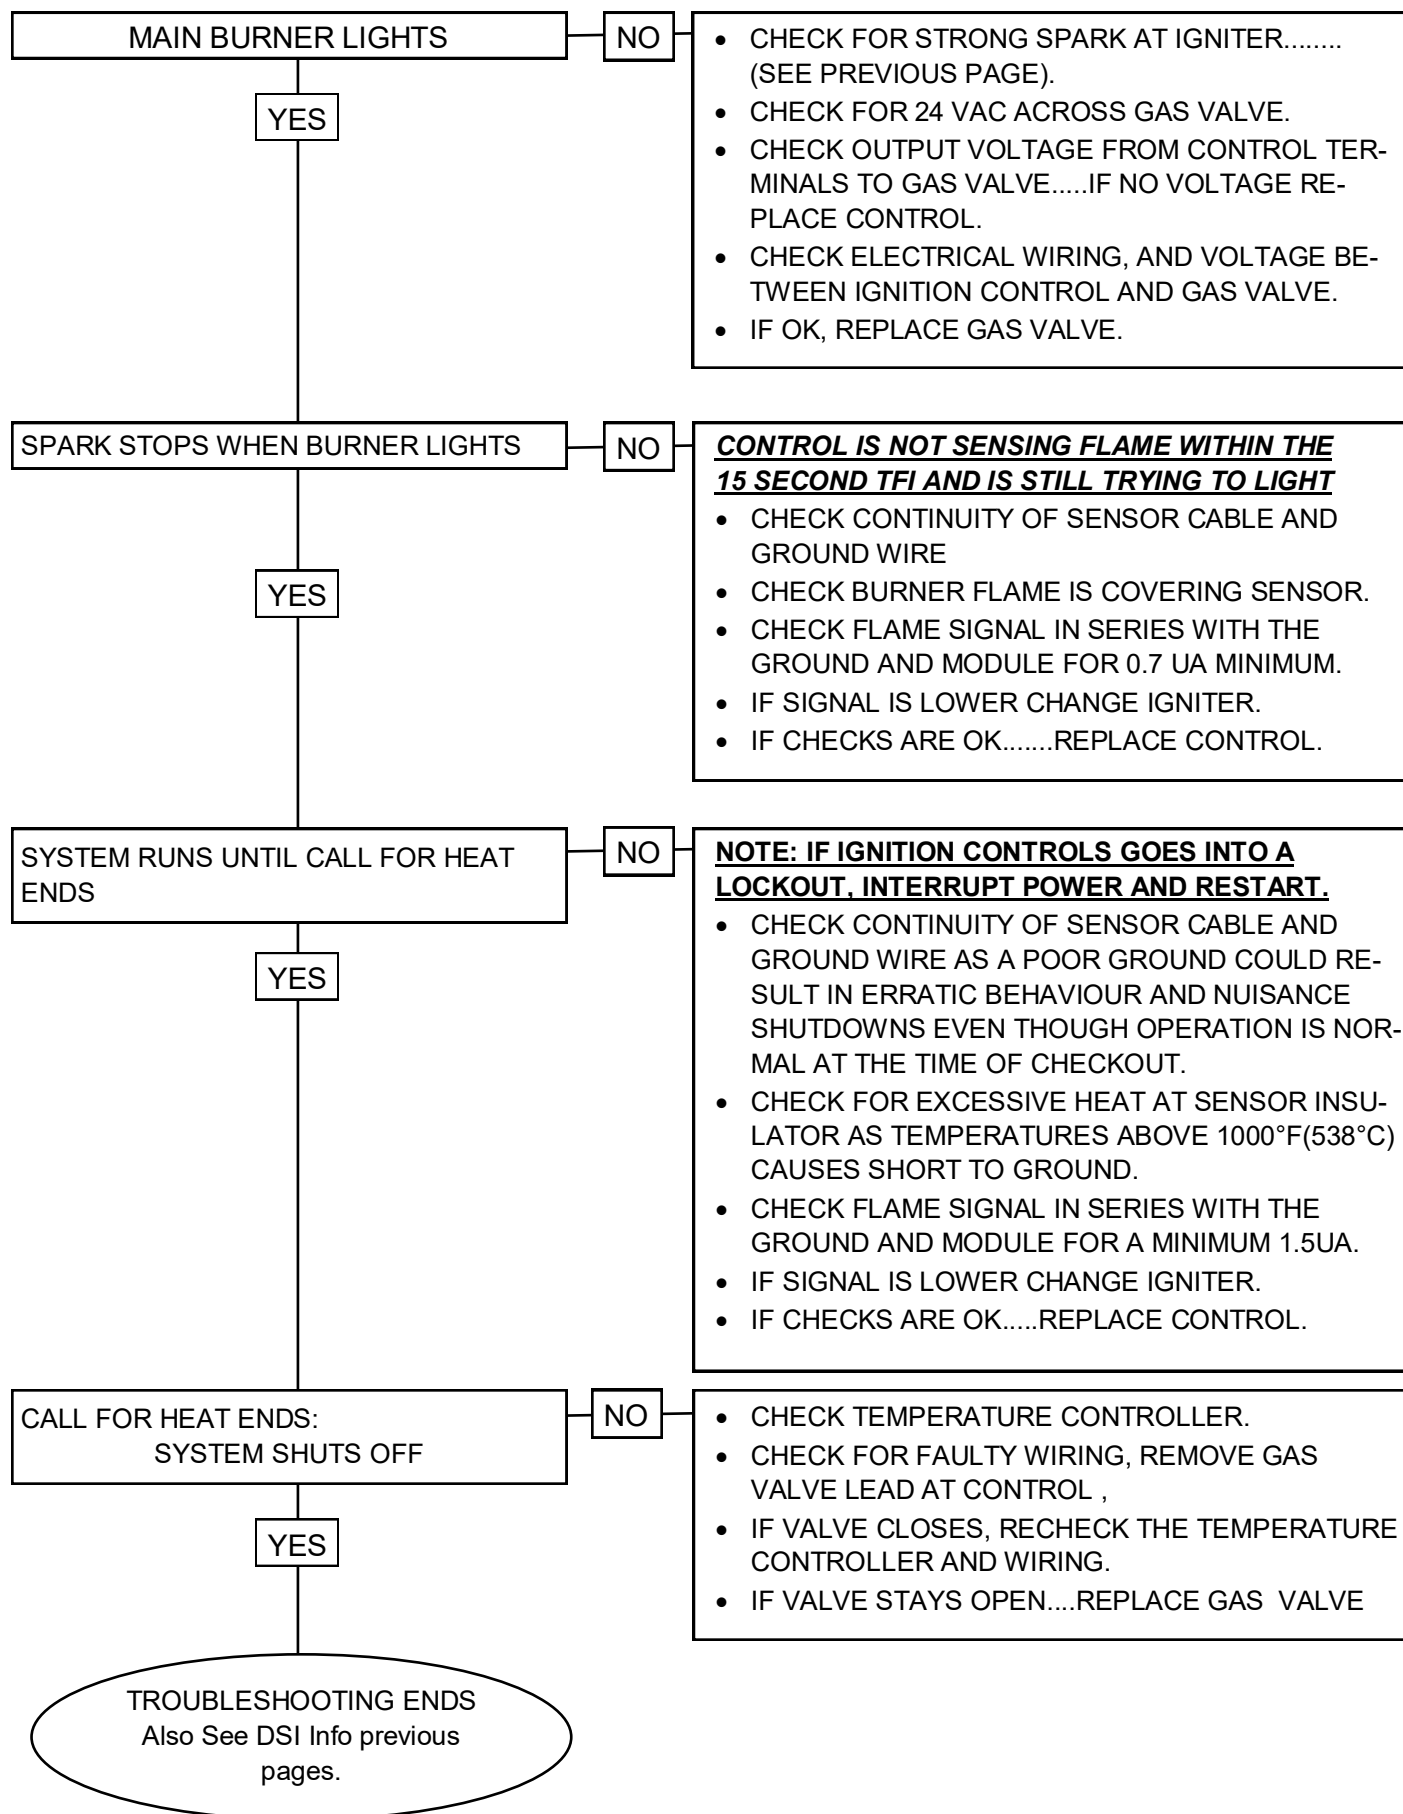 MAIN BURNER LIGHTS
NO
• CHECK FOR STRONG SPARK AT IGNITER........
(SEE PREVIOUS PAGE).
• CHECK FOR 24 VAC ACROSS GAS VALVE.
• CHECK OUTPUT VOLTAGE FROM CONTROL TER-
MINALS TO GAS VALVE.....IF NO VOLTAGE RE-
PLACE CONTROL.
• CHECK ELECTRICAL WIRING, AND VOLTAGE BE-
TWEEN IGNITION CONTROL AND GAS VALVE.
• IF OK, REPLACE GAS VALVE.
YES
SPARK STOPS WHEN BURNER LIGHTS
NO
CONTROL IS NOT SENSING FLAME WITHIN THE
15 SECOND TFI AND IS STILL TRYING TO LIGHT
• CHECK CONTINUITY OF SENSOR CABLE AND
GROUND WIRE
• CHECK BURNER FLAME IS COVERING SENSOR.
• CHECK FLAME SIGNAL IN SERIES WITH THE
GROUND AND MODULE FOR 0.7 UA MINIMUM.
• IF SIGNAL IS LOWER CHANGE IGNITER.
• IF CHECKS ARE OK.......REPLACE CONTROL.
YES
SYSTEM RUNS UNTIL CALL FOR HEAT
ENDS
NO
NOTE: IF IGNITION CONTROLS GOES INTO A
LOCKOUT, INTERRUPT POWER AND RESTART.
• CHECK CONTINUITY OF SENSOR CABLE AND
GROUND WIRE AS A POOR GROUND COULD RE-
SULT IN ERRATIC BEHAVIOUR AND NUISANCE
SHUTDOWNS EVEN THOUGH OPERATION IS NOR-
MAL AT THE TIME OF CHECKOUT.
• CHECK FOR EXCESSIVE HEAT AT SENSOR INSU-
LATOR AS TEMPERATURES ABOVE 1000°F(538°C)
CAUSES SHORT TO GROUND.
• CHECK FLAME SIGNAL IN SERIES WITH THE
GROUND AND MODULE FOR A MINIMUM 1.5UA.
• IF SIGNAL IS LOWER CHANGE IGNITER.
• IF CHECKS ARE OK.....REPLACE CONTROL.
YES
CALL FOR HEAT ENDS:
SYSTEM SHUTS OFF
NO
• CHECK TEMPERATURE CONTROLLER.
• CHECK FOR FAULTY WIRING, REMOVE GAS
VALVE LEAD AT CONTROL ,
• IF VALVE CLOSES, RECHECK THE TEMPERATURE
CONTROLLER AND WIRING.
• IF VALVE STAYS OPEN....REPLACE GAS  VALVE
YES
TROUBLESHOOTING ENDS
Also See DSI Info previous
pages.